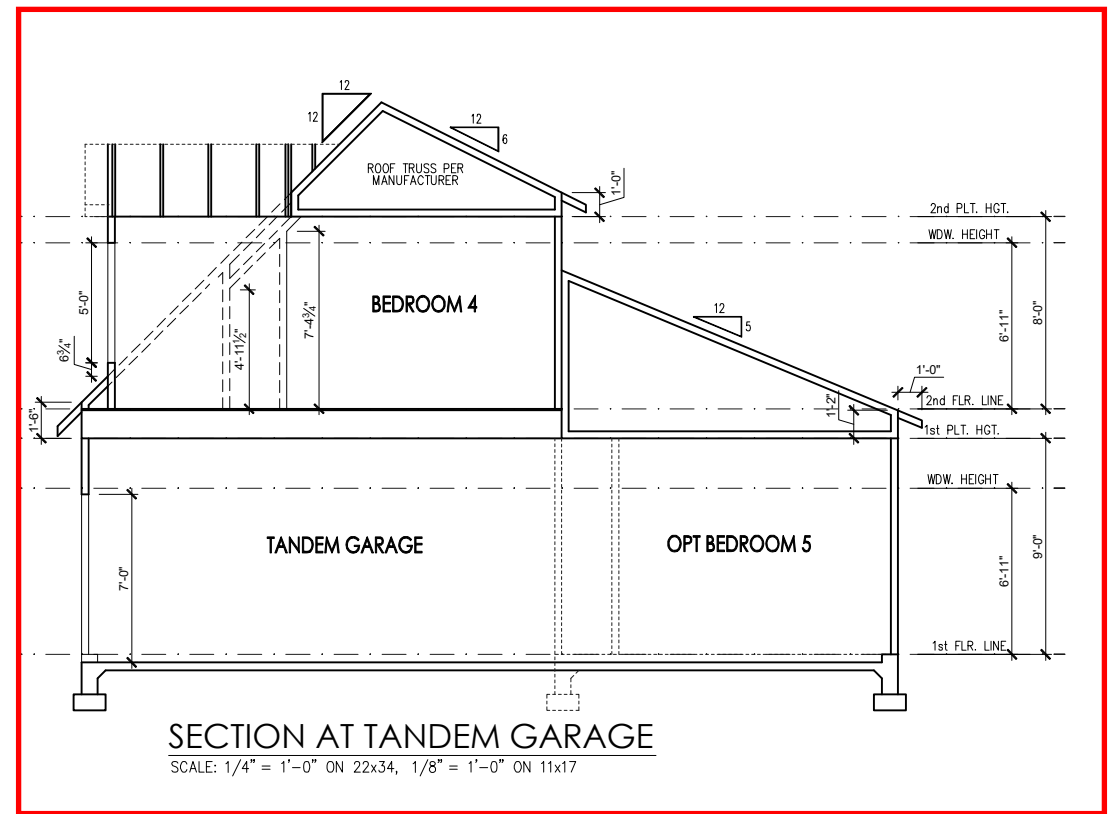 12
12
12
6
ROOF TRUSS PER
MANUFACTURER
1'-0"
2nd PLT. HGT.
WDW. HEIGHT
5'-0"
BEDROOM 4
7'-4¾"
4'-11½"
6¾"
12
5
6'-11"
8'-0"
1'-0"
1'-6"
1'-2"
2nd FLR. LINE
1st PLT. HGT.
WDW. HEIGHT
TANDEM GARAGE
OPT BEDROOM 5
7'-0"
6'-11"
9'-0"
1st FLR. LINE
SECTION AT TANDEM GARAGE
SCALE: 1/4" = 1'-0" ON 22x34, 1/8" = 1'-0" ON 11x17